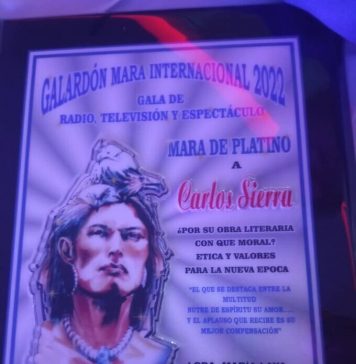 GALARDÓN MARA INTERNACIONAL 2022
GALA DE
RADIO, TELEVISIÓN Y ESPECTÁCULO
MARA DE PLATINO
A
Carlos Sierra
¿POR SU OBRA LITERARIA
CON QUE MORAL?
ETICA Y VALORES
PARA LA NUEVA EPOCA
"EL QUE SE DESTACA ENTRE LA
MULTITUD
NUTRE DE ESPÍRITU SU AMOR....
Y EL APLAUSO QUE RECIBE ES SU
MEJOR COMPENSACIÓN"